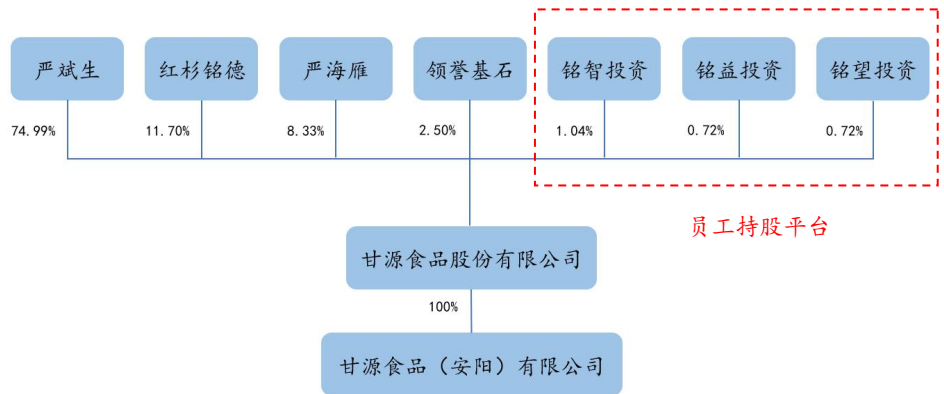 严斌生 红杉铭德 严海雁 领誉基石 铭智投资 铭益投资 铭望投资
74.99% 11.70% 8.33% 2.50% 1.04% 0.72% 0.72%
员工持股平台
甘源食品股份有限公司
100%
甘源食品（安阳）有限公司